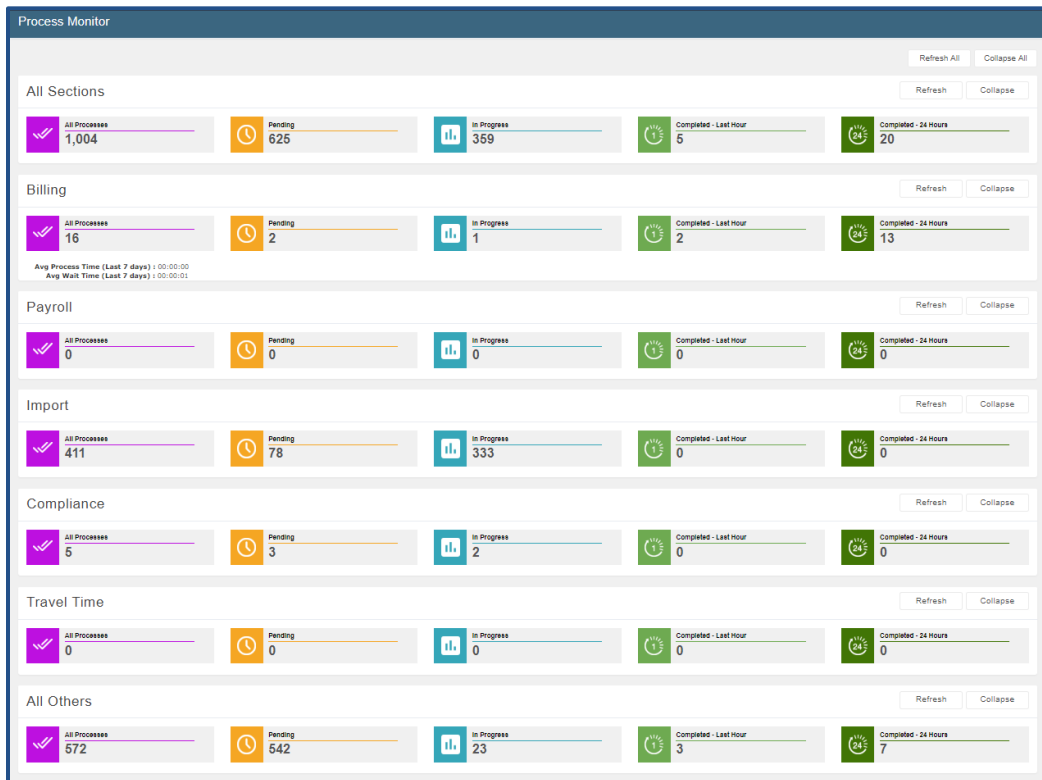 Process Monitor
Refresh All Collapse All
All Sections Refresh Collapse
All Processes Pending In Progress Completed - Last Hour Completed - 24 Hours
1,004 625 359 5 20
Billing Refresh Collapse
All Processes Pending In Progress Completed - Last Hour Completed - 24 Hours
16 2 1 2 13
Avg Process Time (Last 7 days) : 00:00:00
Avg Wait Time (Last 7 days) : 00:00:01
Payroll Refresh Collapse
All Processes Pending In Progress Completed - Last Hour Completed - 24 Hours
0 0 0 0 0
Import Refresh Collapse
All Processes Pending In Progress Completed - Last Hour Completed - 24 Hours
411 78 333 0 0
Compliance Refresh Collapse
All Processes Pending In Progress Completed - Last Hour Completed - 24 Hours
5 3 2 0 0
Travel Time Refresh Collapse
All Processes Pending In Progress Completed - Last Hour Completed - 24 Hours
0 0 0 0 0
All Others Refresh Collapse
All Processes Pending In Progress Completed - Last Hour Completed - 24 Hours
572 542 23 3 7